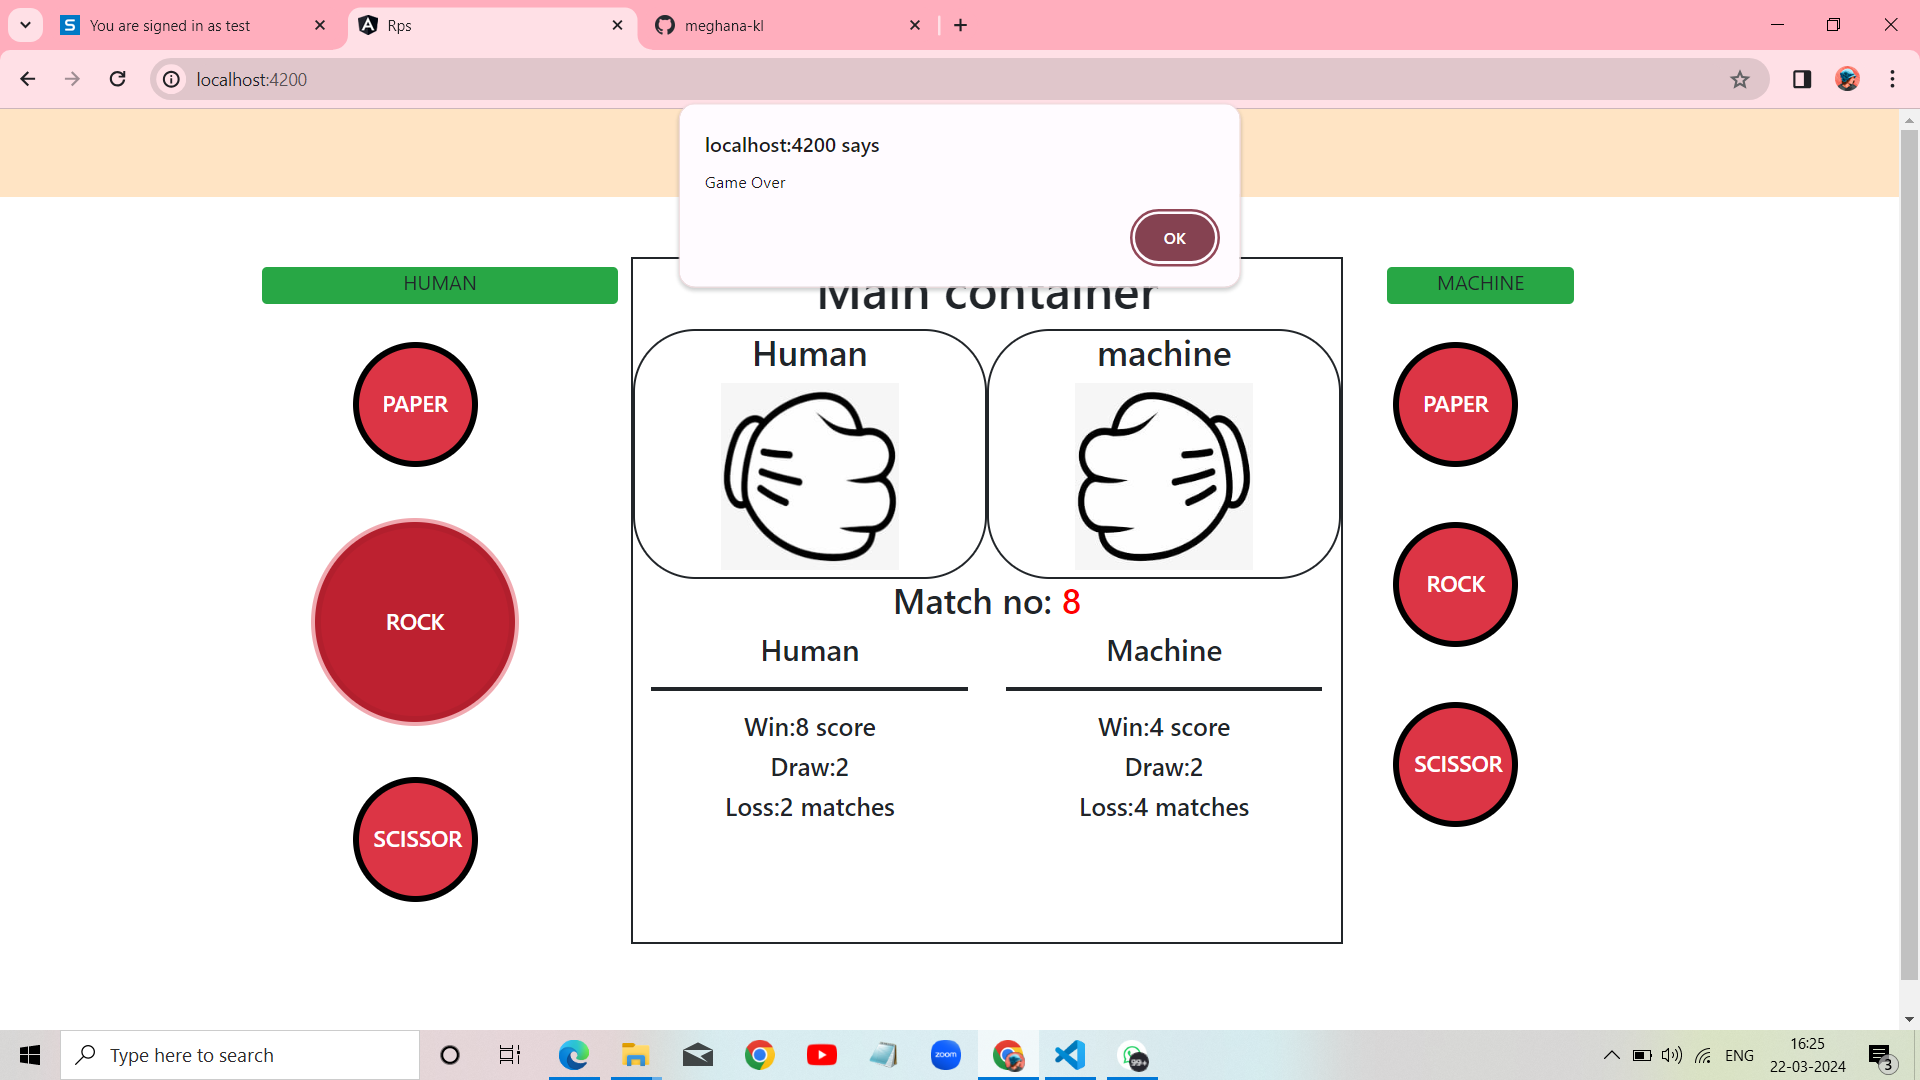 You are signed in as test
Rps
meghana-kl
localhost:4200
localhost:4200 says
Game Over
OK
HUMAN
MACHINE
Main container
Human
machine
PAPER
PAPER
ROCK
ROCK
SCISSOR
SCISSOR
Match no: 8
Human
Machine
Win:8 score
Win:4 score
Draw:2
Draw:2
Loss:2 matches
Loss:4 matches
Type here to search
zoom
99+
ENG
16:25
22-03-2024
3